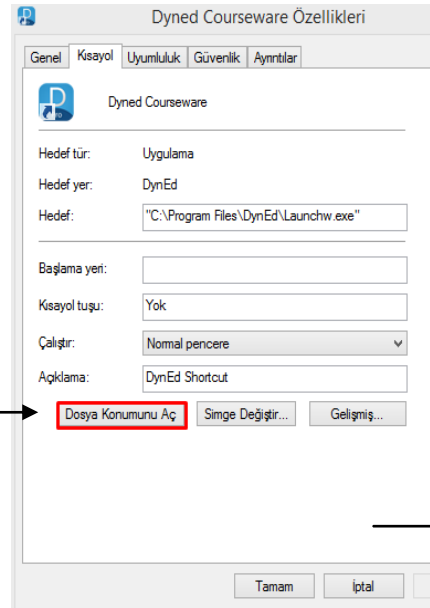 Dyned Courseware Özellikleri
Genel Kısayol Uyumluluk Güvenlik Ayrıntılar
Dyned Courseware
Hedef tür: Uygulama
Hedef yer: DynEd
Hedef: "C:\Program Files\DynEd\Launchw.exe"
Başlama yeri:
Kısayol tuşu: Yok
Çalıştır: Normal pencere
Açıklama: DynEd Shortcut
Dosya Konumunu Aç Simge Değiştir... Gelişmiş...
Tamam İptal